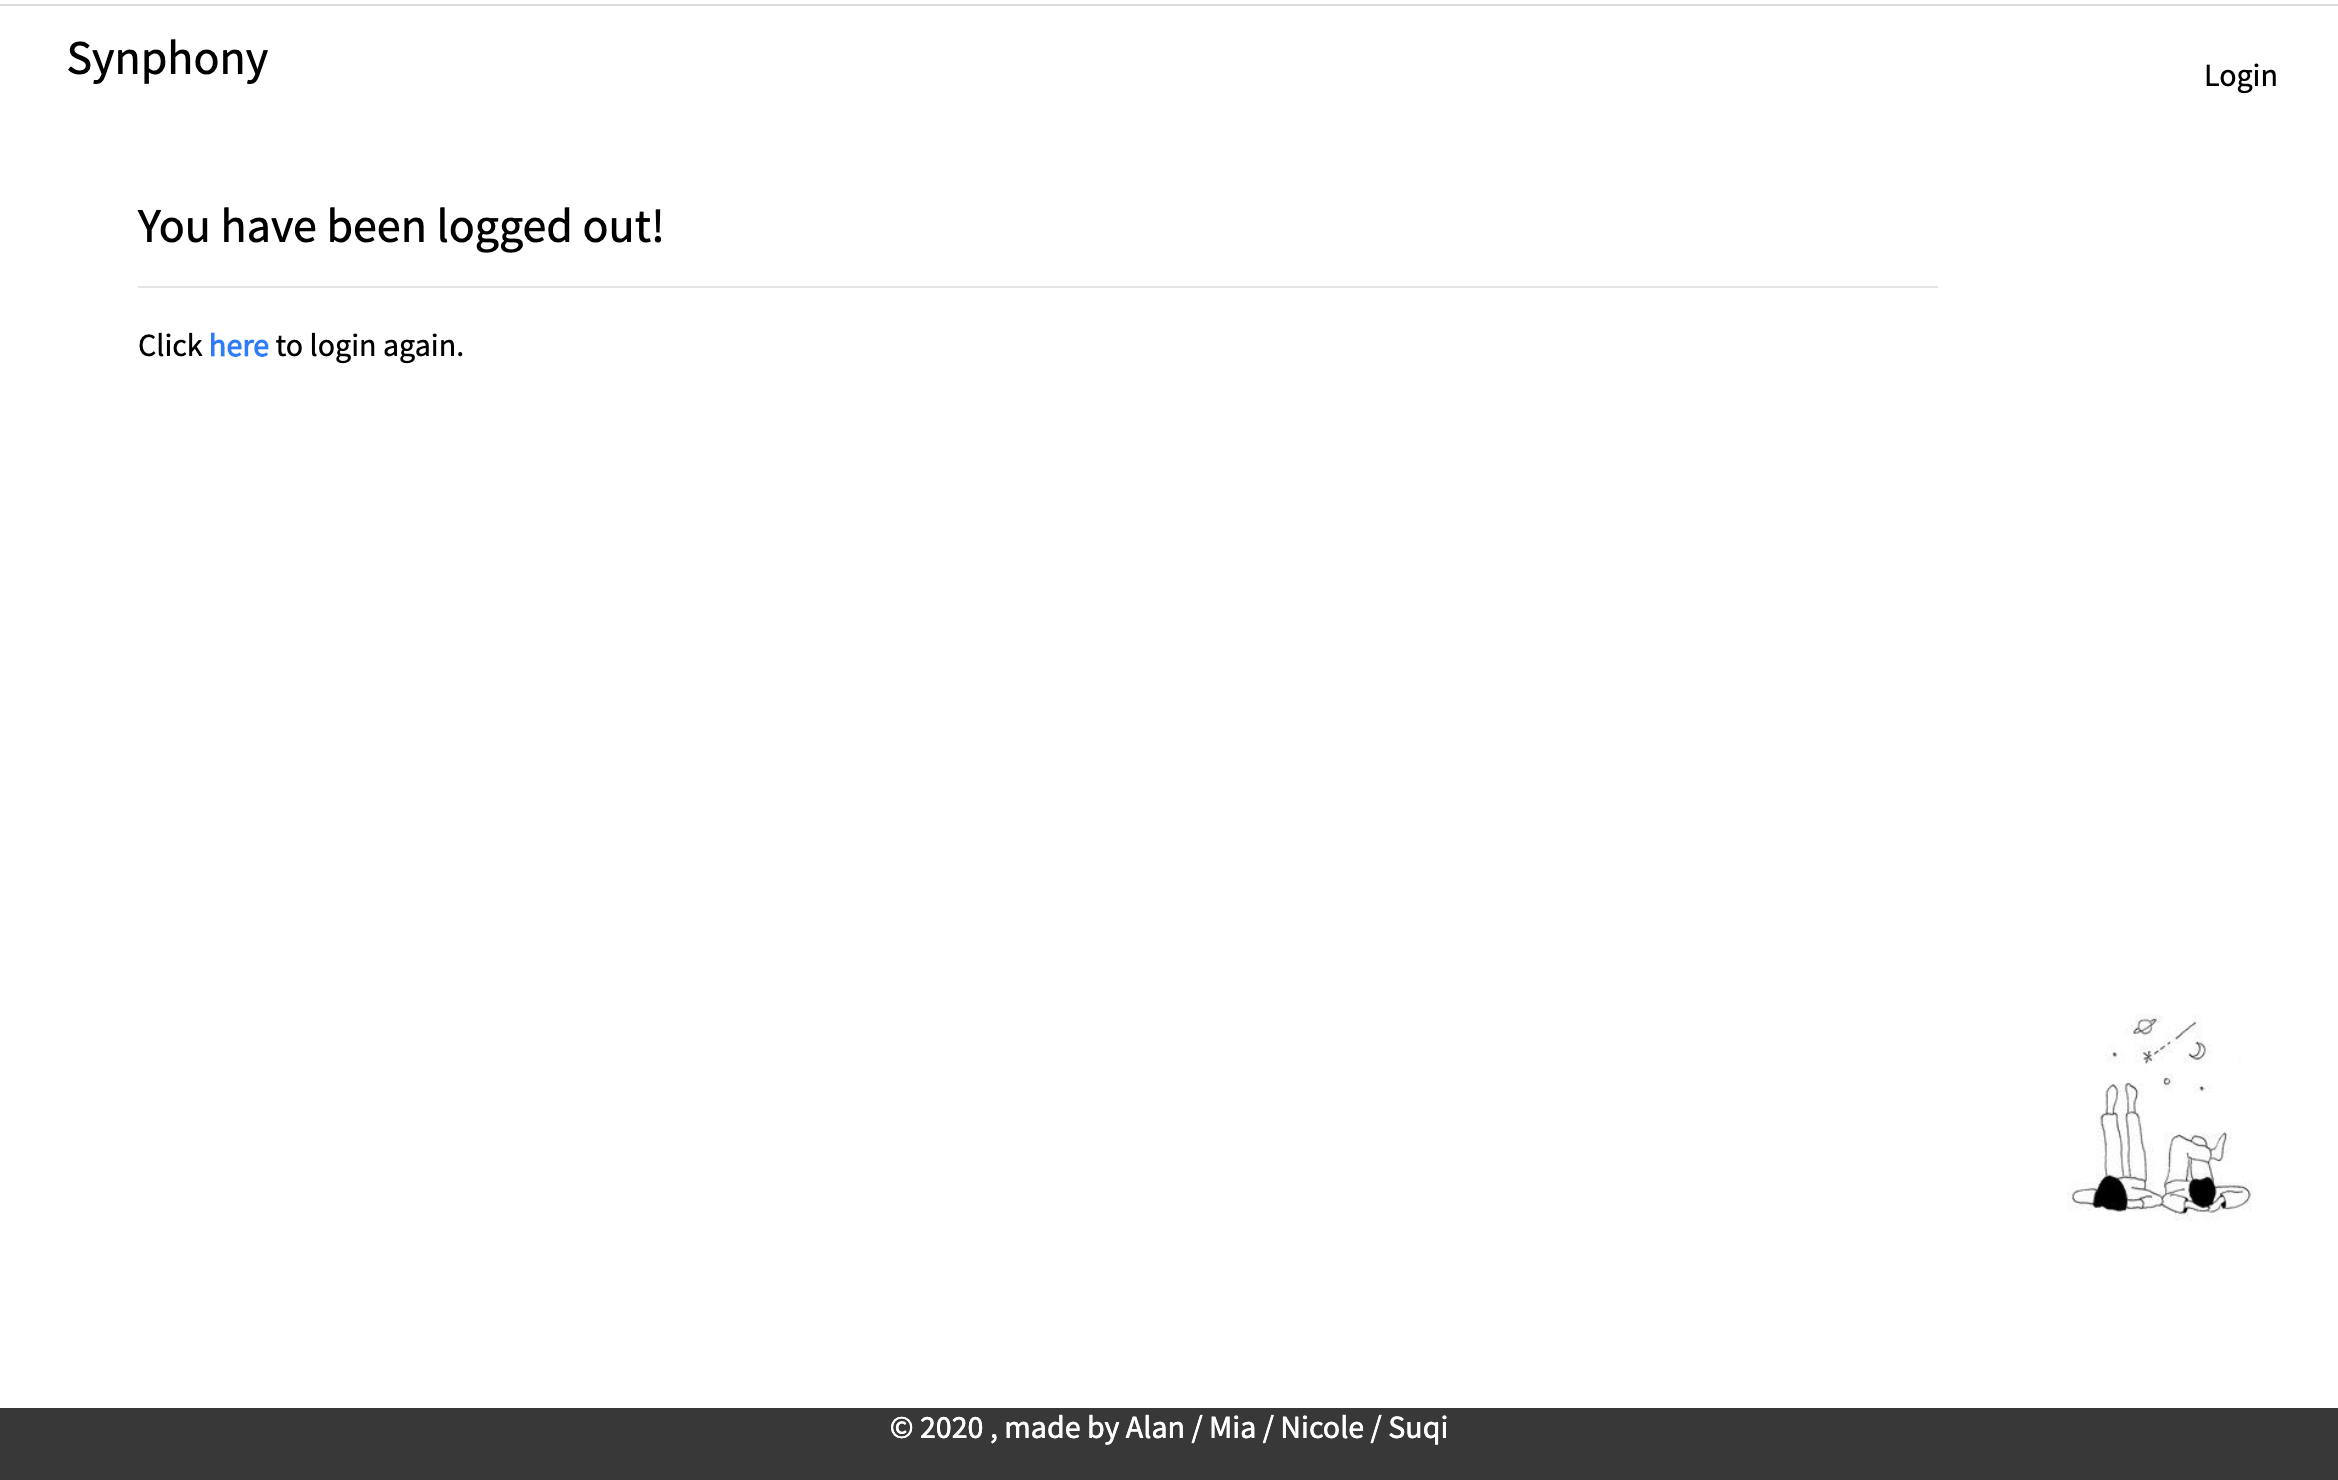 Synphony
Login
You have been logged out!
Click here to login again.
© 2020 , made by Alan / Mia / Nicole / Suqi